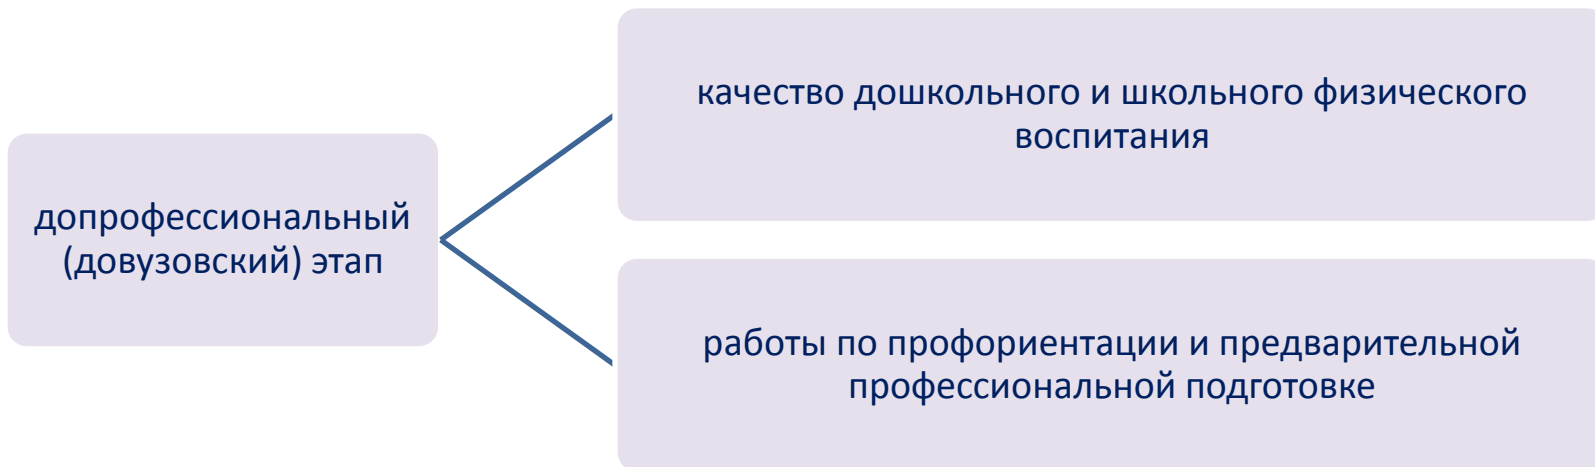 допрофессиональный
(довузовский) этап
качество дошкольного и школьного физического
воспитания
работы по профориентации и предварительной
профессиональной подготовке